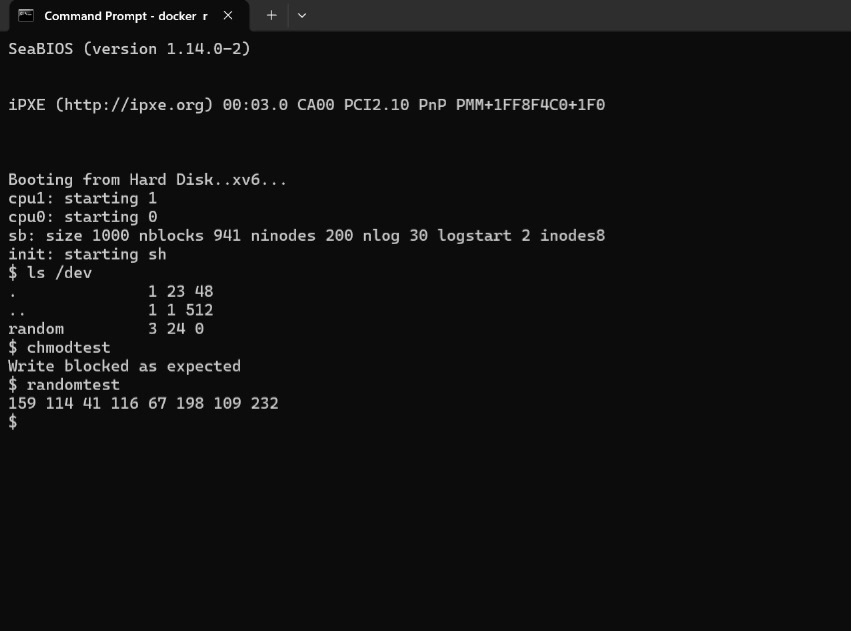 Command Prompt - docker r
SeaBIOS (version 1.14.0-2)
iPXE (http://ipxe.org) 00:03.0 CA00 PCI2.10 PnP PMM+1FF8F4C0+1F0
Booting from Hard Disk..xv6...
cpu1: starting 1
cpu0: starting 0
sb: size 1000 nblocks 941 ninodes 200 nlog 30 logstart 2 inodes8
init: starting sh
$ ls /dev
.              1 23 48
..             1 1 512
random         3 24 0
$ chmodtest
Write blocked as expected
$ randomtest
159 114 41 116 67 198 109 232
$